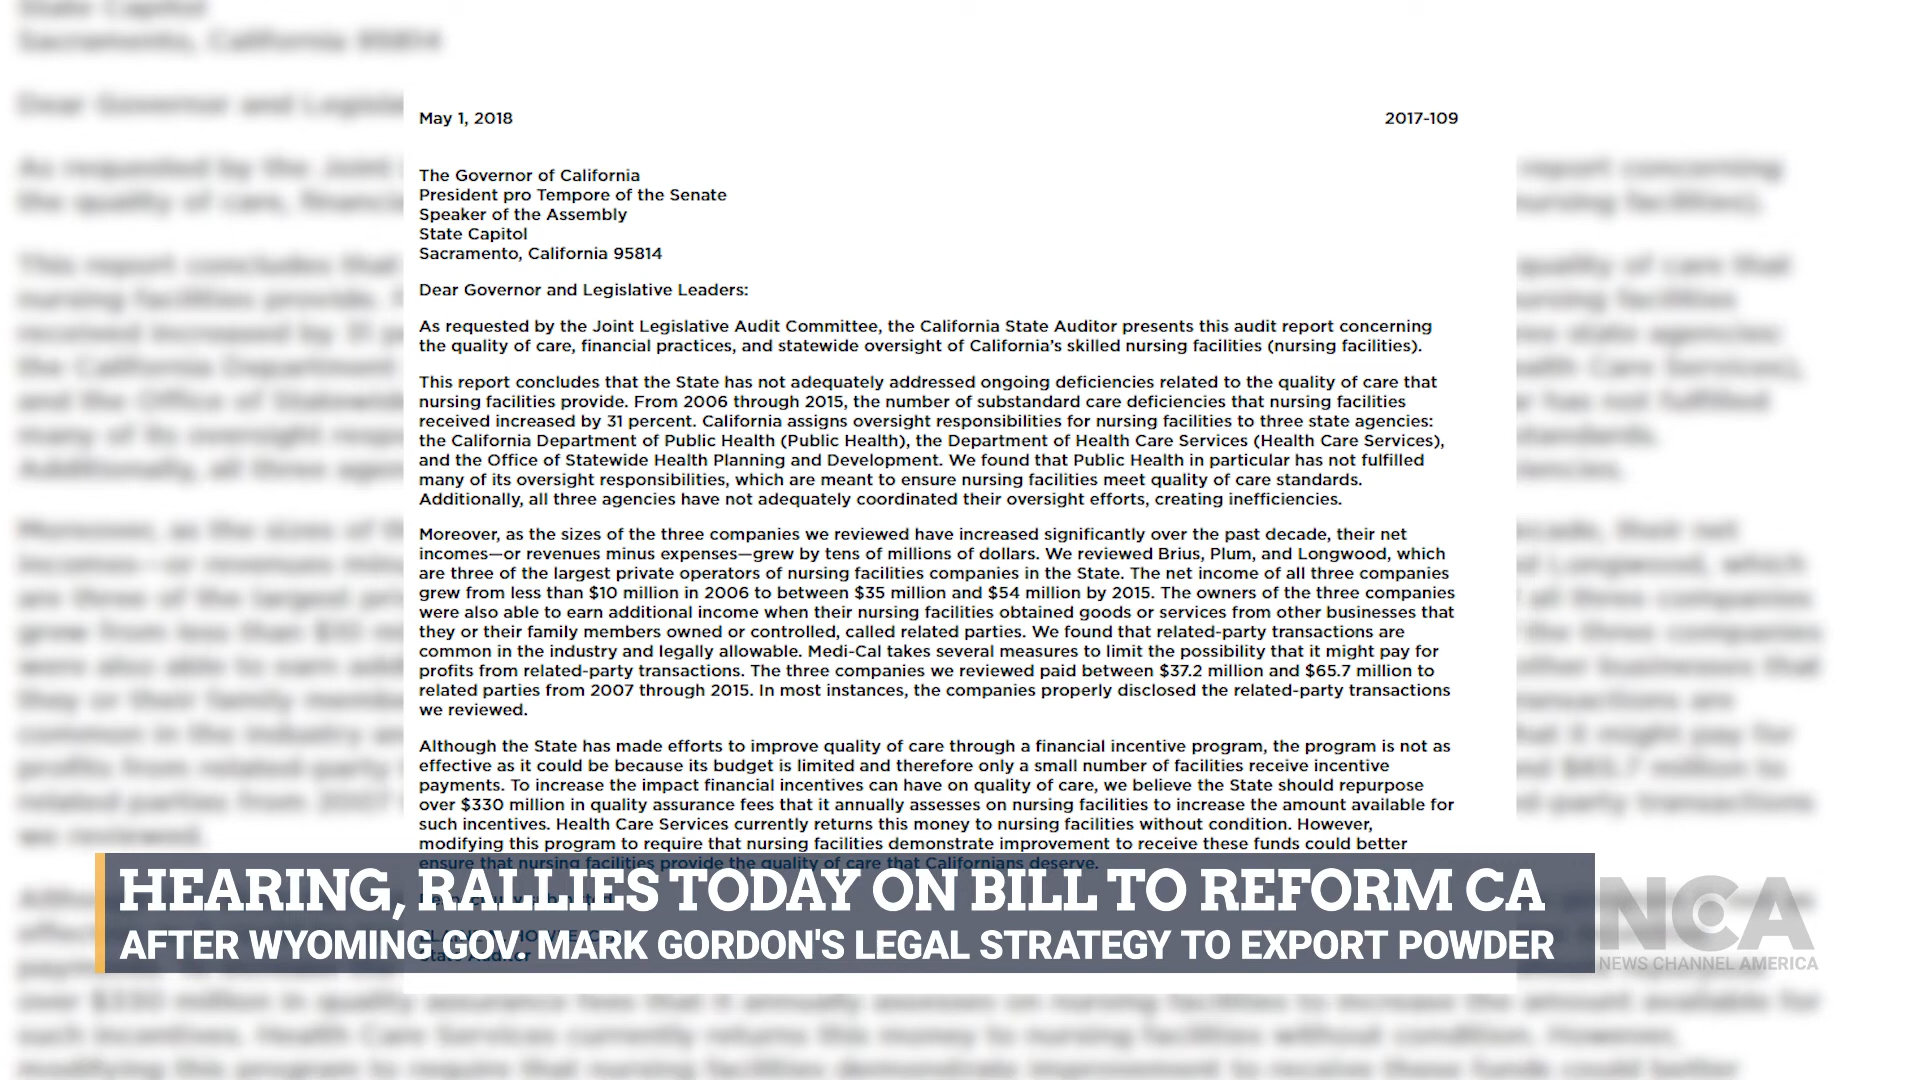 May 1, 2018
2017-109
The Governor of California
President pro Tempore of the Senate
Speaker of the Assembly
State Capitol
Sacramento, California 95814
Dear Governor and Legislative Leaders:
As requested by the Joint Legislative Audit Committee, the California State Auditor presents this audit report concerning
the quality of care, financial practices, and statewide oversight of California's skilled nursing facilities (nursing facilities).
This report concludes that the State has not adequately addressed ongoing deficiencies related to the quality of care that
nursing facilities provide. From 2006 through 2015, the number of substandard care deficiencies that nursing facilities
received increased by 31 percent. California assigns oversight responsibilities for nursing facilities to three state agencies:
the California Department of Public Health (Public Health), the Department of Health Care Services (Health Care Services),
and the Office of Statewide Health Planning and Development. We found that Public Health in particular has not fulfilled
many of its oversight responsibilities, which are meant to ensure nursing facilities meet quality of care standards.
Additionally, all three agencies have not adequately coordinated their oversight efforts, creating inefficiencies.
Moreover, as the sizes of the three companies we reviewed have increased significantly over the past decade, their net
incomes—or revenues minus expenses—grew by tens of millions of dollars. We reviewed Brius, Plum, and Longwood, which
are three of the largest private operators of nursing facilities companies in the State. The net income of all three companies
grew from less than $10 million in 2006 to between $35 million and $54 million by 2015. The owners of the three companies
were also able to earn additional income when their nursing facilities obtained goods or services from other businesses that
they or their family members owned or controlled, called related parties. We found that related-party transactions are
common in the industry and legally allowable. Medi-Cal takes several measures to limit the possibility that it might pay for
profits from related-party transactions. The three companies we reviewed paid between $37.2 million and $65.7 million to
related parties from 2007 through 2015. In most instances, the companies properly disclosed the related-party transactions
we reviewed.
Although the State has made efforts to improve quality of care through a financial incentive program, the program is not as
effective as it could be because its budget is limited and therefore only a small number of facilities receive incentive
payments. To increase the impact financial incentives can have on quality of care, we believe the State should repurpose
over $330 million in quality assurance fees that it annually assesses on nursing facilities to increase the amount available for
such incentives. Health Care Services currently returns this money to nursing facilities without condition. However,
modifying this program to require that nursing facilities demonstrate improvement to receive these funds could better
ensure that nursing facilities provide the quality of care that Californians deserve.
HEARING, RALLIES TODAY ON BILL TO REFORM CA
AFTER WYOMING GOV. MARK GORDON'S LEGAL STRATEGY TO EXPORT POWDER
State Auditor
NCA
NEWS CHANNEL AMERICA